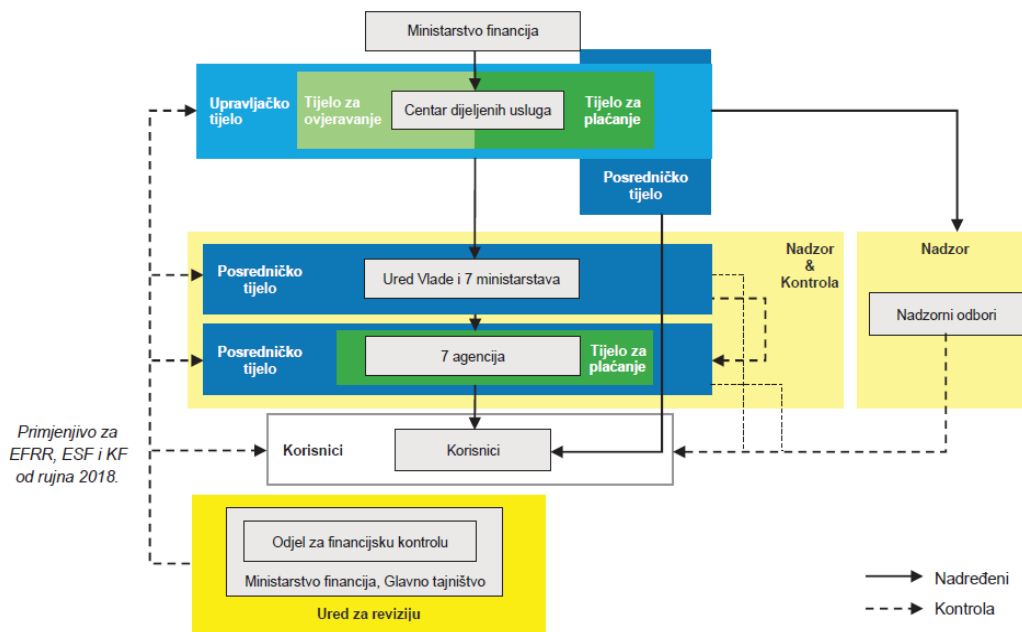 Ministarstvo financija
Upravljačko
tijelo
Tijelo za
ovjeravanje
Centar dijeljenih usluga
Tijelo za
plaćanje
Posredničko
tijelo
Posredničko
tijelo
Ured Vlade i 7 ministarstava
Nadzor
&
Kontrola
Nadzor
Nadzorni odbori
Posredničko
tijelo
7 agencija
Tijelo za
plaćanje
Korisnici
Korisnici
Primjenjivo za
EFRR, ESF i KF
od rujna 2018.
Odjel za financijsku kontrolu
Ministarstvo financija, Glavno tajništvo
Ured za reviziju
Nadređeni
Kontrola